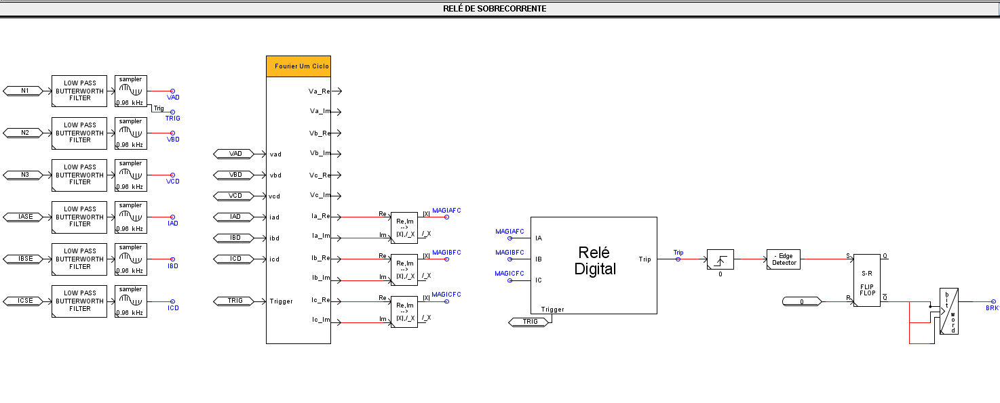 RELÉ DE SOBRECORRENTE
N1
LOW PASS
BUTTERWORTH
FILTER
sampler
0.96 kHz
VAD
Trig
TRIG
N2
LOW PASS
BUTTERWORTH
FILTER
sampler
0.96 kHz
VBD
N3
LOW PASS
BUTTERWORTH
FILTER
sampler
0.96 kHz
VCD
IASE
LOW PASS
BUTTERWORTH
FILTER
sampler
0.96 kHz
IAD
IBSE
LOW PASS
BUTTERWORTH
FILTER
sampler
0.96 kHz
IBD
ICSE
LOW PASS
BUTTERWORTH
FILTER
sampler
0.96 kHz
ICD
Fourier Um Ciclo
Va_Re
Va_Im
Vb_Re
VAD
vad
Vb_Im
VBD
vbd
Vc_Re
VCD
vcd
Vc_Im
IAD
iad
Ia_Re
IBD
ibd
Ia_Im
ICD
icd
Ib_Re
Ib_Im
TRIG
Trigger
Ic_Re
Ic_Im
Re
Im
Re,Im
-->
|X|,/_X
|X|
/_X
MAGIAFC
Re
Im
Re,Im
-->
|X|,/_X
|X|
/_X
MAGIBFC
Re
Im
Re,Im
-->
|X|,/_X
|X|
/_X
MAGICFC
MAGIAFC
IA
MAGIBFC
IB
MAGICFC
IC
Relé
Digital
Trip
Trigger
TRIG
Trip
0
- Edge
Detector
S
Q
S-R
FLIP
FLOP
0
R
Q
bit
word